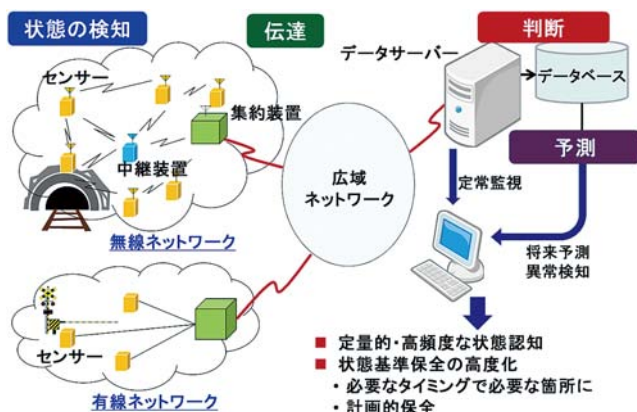 状態の検知
伝達
判断
センサー
集約装置
中継装置
無線ネットワーク
データサーバー
データベース
予測
広域
ネットワーク
定常監視
将来予測
異常検知
センサー
有線ネットワーク
■ 定量的・高頻度な状態認知
■ 状態基準保全の高度化
・必要なタイミングで必要な箇所に
・計画的保全